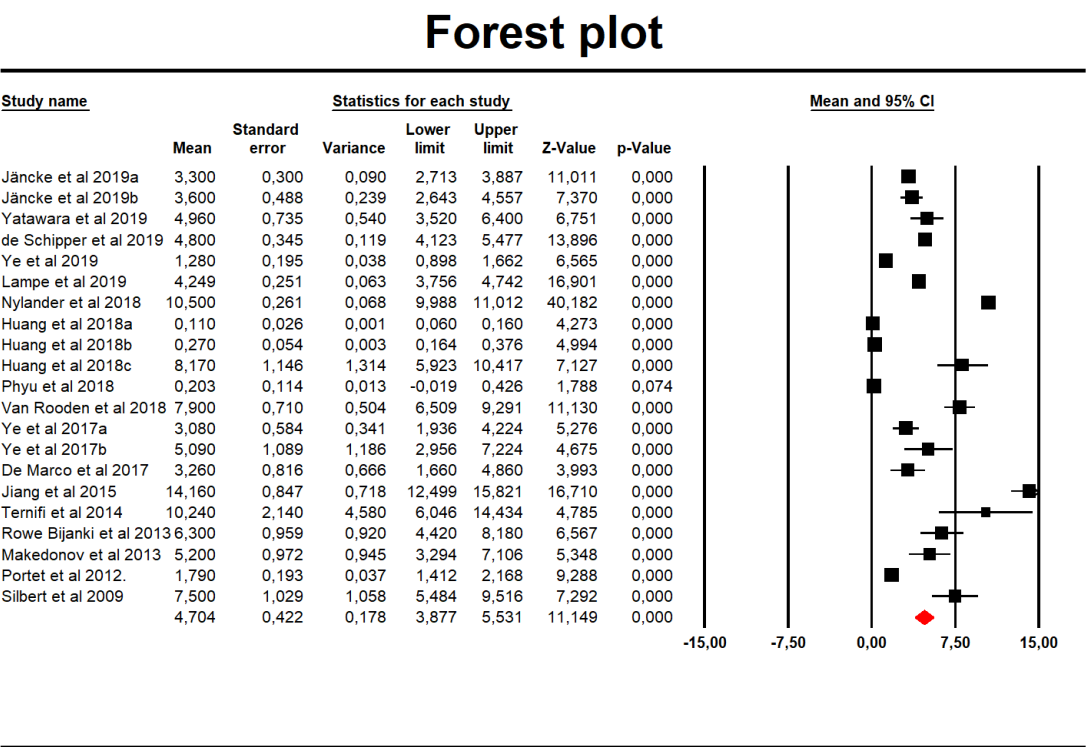 Forest plot
Study name Statistics for each study Mean and 95% CI
Standard Lower Upper
Mean error Variance limit limit Z-Value p-Value
Jäncke et al 2019a 3,300 0,300 0,090 2,713 3,887 11,011 0,000
Jäncke et al 2019b 3,600 0,488 0,239 2,643 4,557 7,370 0,000
Yatawara et al 2019 4,960 0,735 0,540 3,520 6,400 6,751 0,000
de Schipper et al 2019 4,800 0,345 0,119 4,123 5,477 13,896 0,000
Ye et al 2019 1,280 0,195 0,038 0,898 1,662 6,565 0,000
Lampe et al 2019 4,249 0,251 0,063 3,756 4,742 16,901 0,000
Nylander et al 2018 10,500 0,261 0,068 9,988 11,012 40,182 0,000
Huang et al 2018a 0,110 0,026 0,001 0,060 0,160 4,273 0,000
Huang et al 2018b 0,270 0,054 0,003 0,164 0,376 4,994 0,000
Huang et al 2018c 8,170 1,146 1,314 5,923 10,417 7,127 0,000
Phyu et al 2018 0,203 0,114 0,013 -0,019 0,426 1,788 0,074
Van Rooden et al 2018 7,900 0,710 0,504 6,509 9,291 11,130 0,000
Ye et al 2017a 3,080 0,584 0,341 1,936 4,224 5,276 0,000
Ye et al 2017b 5,090 1,089 1,186 2,956 7,224 4,675 0,000
De Marco et al 2017 3,260 0,816 0,666 1,660 4,860 3,993 0,000
Jiang et al 2015 14,160 0,847 0,718 12,499 15,821 16,710 0,000
Ternifi et al 2014 10,240 2,140 4,580 6,046 14,434 4,785 0,000
Rowe Bijanki et al 2013 6,300 0,959 0,920 4,420 8,180 6,567 0,000
Makedonov et al 2013 5,200 0,972 0,945 3,294 7,106 5,348 0,000
Portet et al 2012. 1,790 0,193 0,037 1,412 2,168 9,288 0,000
Silbert et al 2009 7,500 1,029 1,058 5,484 9,516 7,292 0,000
4,704 0,422 0,178 3,877 5,531 11,149 0,000
-15,00 -7,50 0,00 7,50 15,00